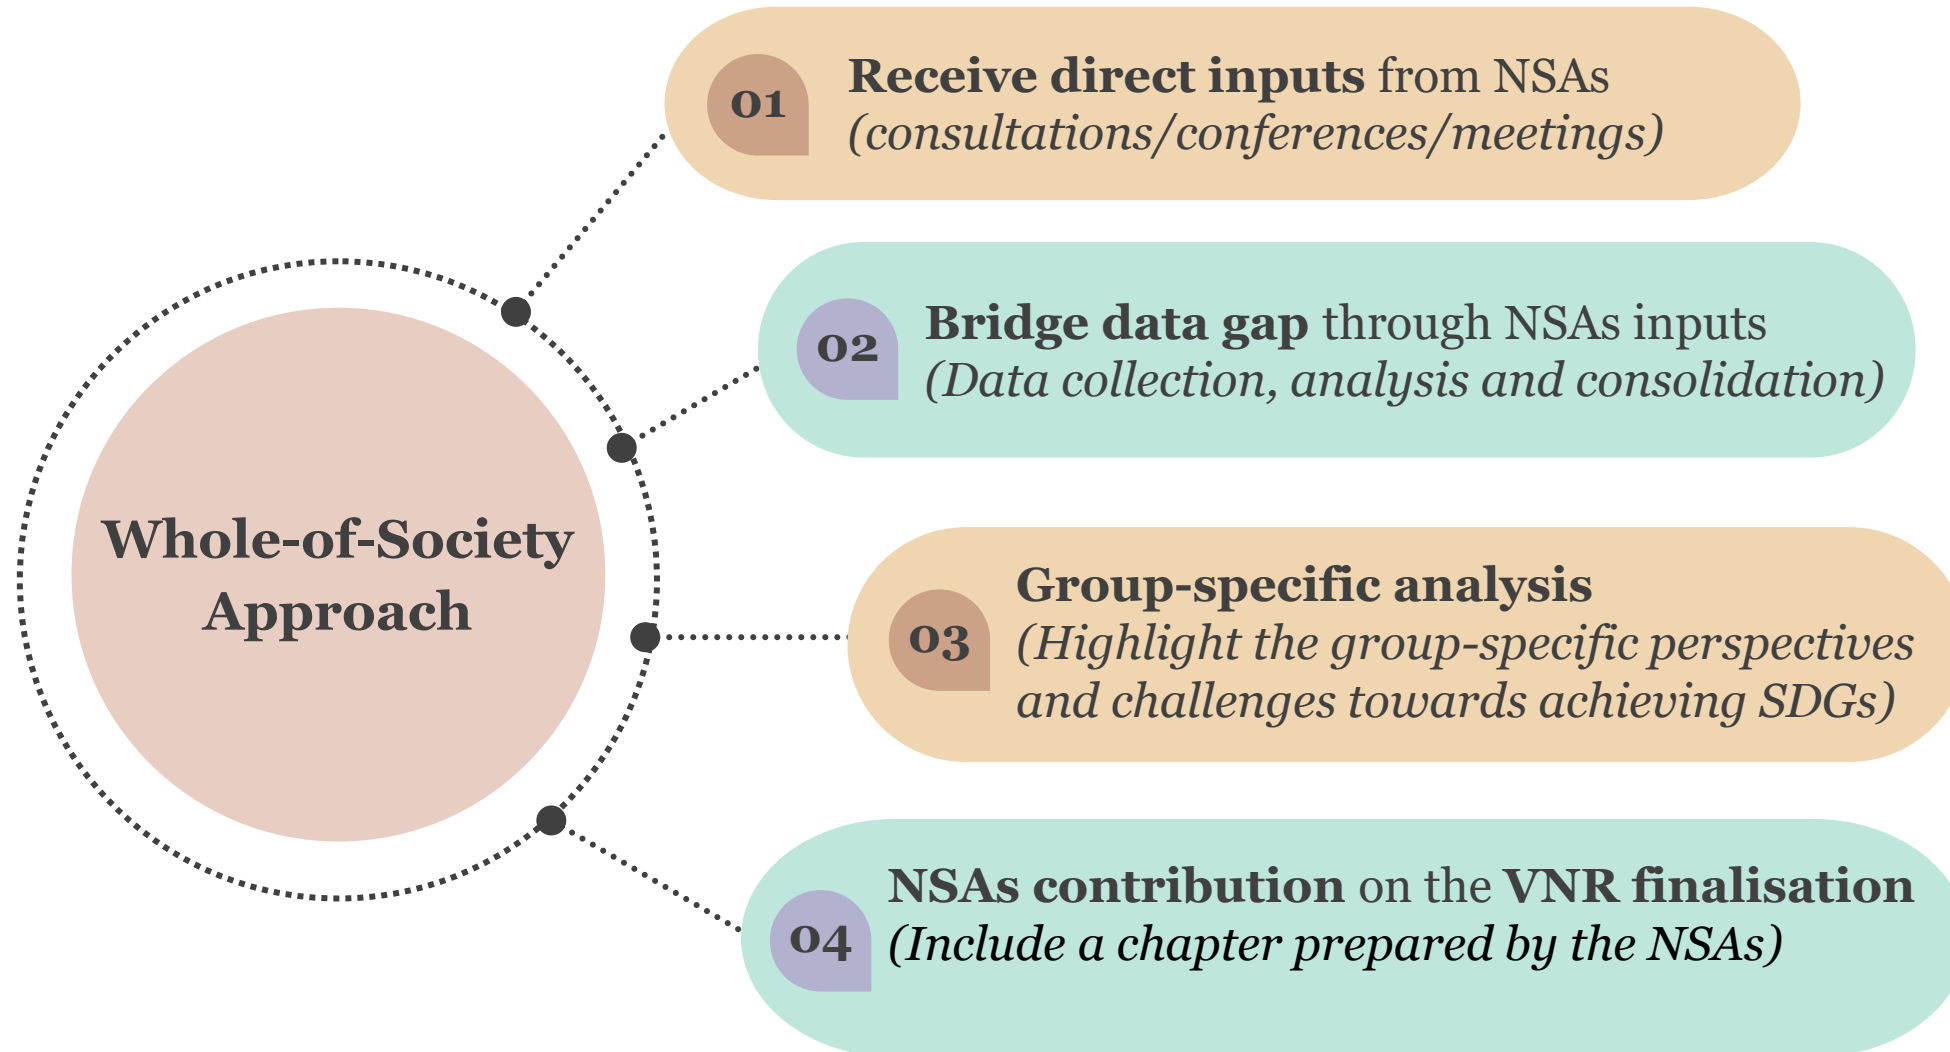 Whole-of-Society
Approach
01
Receive direct inputs from NSAs
(consultations/conferences/meetings)
02
Bridge data gap through NSAs inputs
(Data collection, analysis and consolidation)
03
Group-specific analysis
(Highlight the group-specific perspectives
and challenges towards achieving SDGs)
04
NSAs contribution on the VNR finalisation
(Include a chapter prepared by the NSAs)